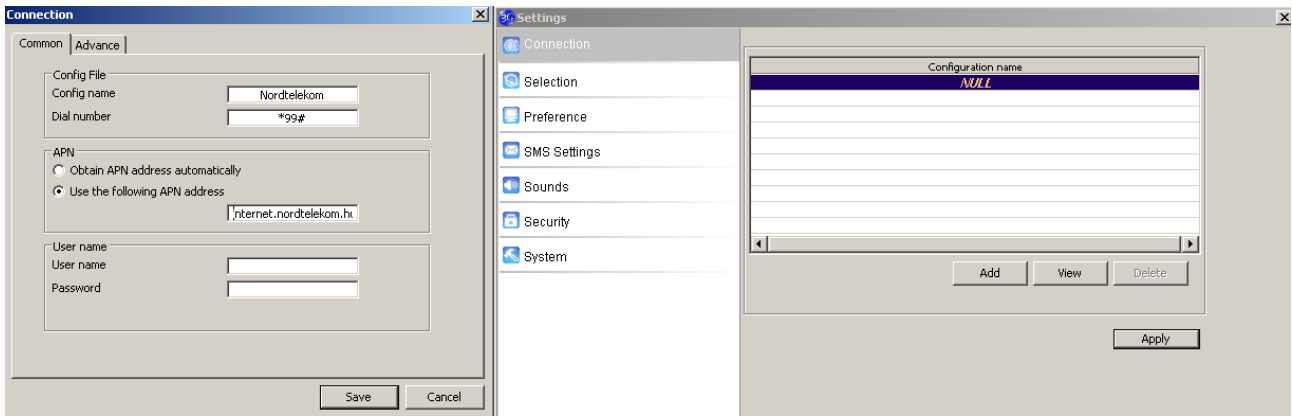 Connection
Common
Advance
Config File
Config name
Nordtelekom
Dial number
*99#
APN
Obtain APN address automatically
Use the following APN address
internet.nordtelekom.hu
User name
User name
Password
Save
Cancel
3G Settings
Connection
Selection
Preference
SMS Settings
Sounds
Security
System
Configuration name
NULL
Add
View
Delete
Apply